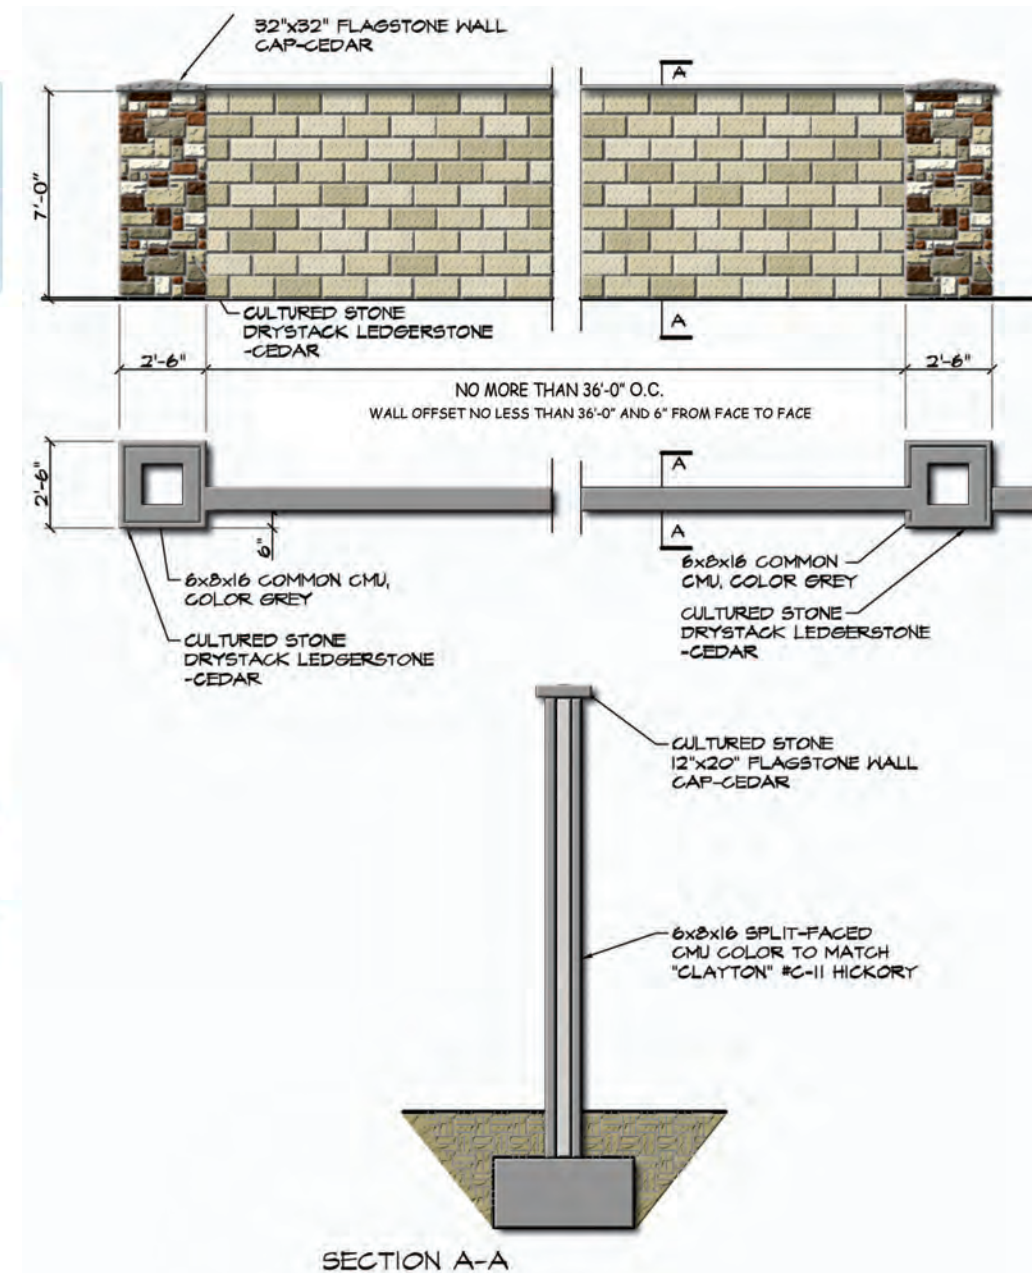 32"x32" FLAGSTONE WALL
CAP-CEDAR
A
7'-0"
CULTURED STONE
DRYSTACK LEDGERSTONE
-CEDAR
A
2'-6"
2'-6"
NO MORE THAN 36'-0" O.C.
WALL OFFSET NO LESS THAN 36'-0" AND 6" FROM FACE TO FACE
2'-6"
A
A
6"
6x8x16 COMMON CMU,
COLOR GREY
CULTURED STONE
DRYSTACK LEDGERSTONE
-CEDAR
6x8x16 COMMON
CMU, COLOR GREY
CULTURED STONE
DRYSTACK LEDGERSTONE
-CEDAR
CULTURED STONE
12"x20" FLAGSTONE WALL
CAP-CEDAR
6x8x16 SPLIT-FACED
CMU COLOR TO MATCH
"CLAYTON" #C-11 HICKORY
SECTION A-A